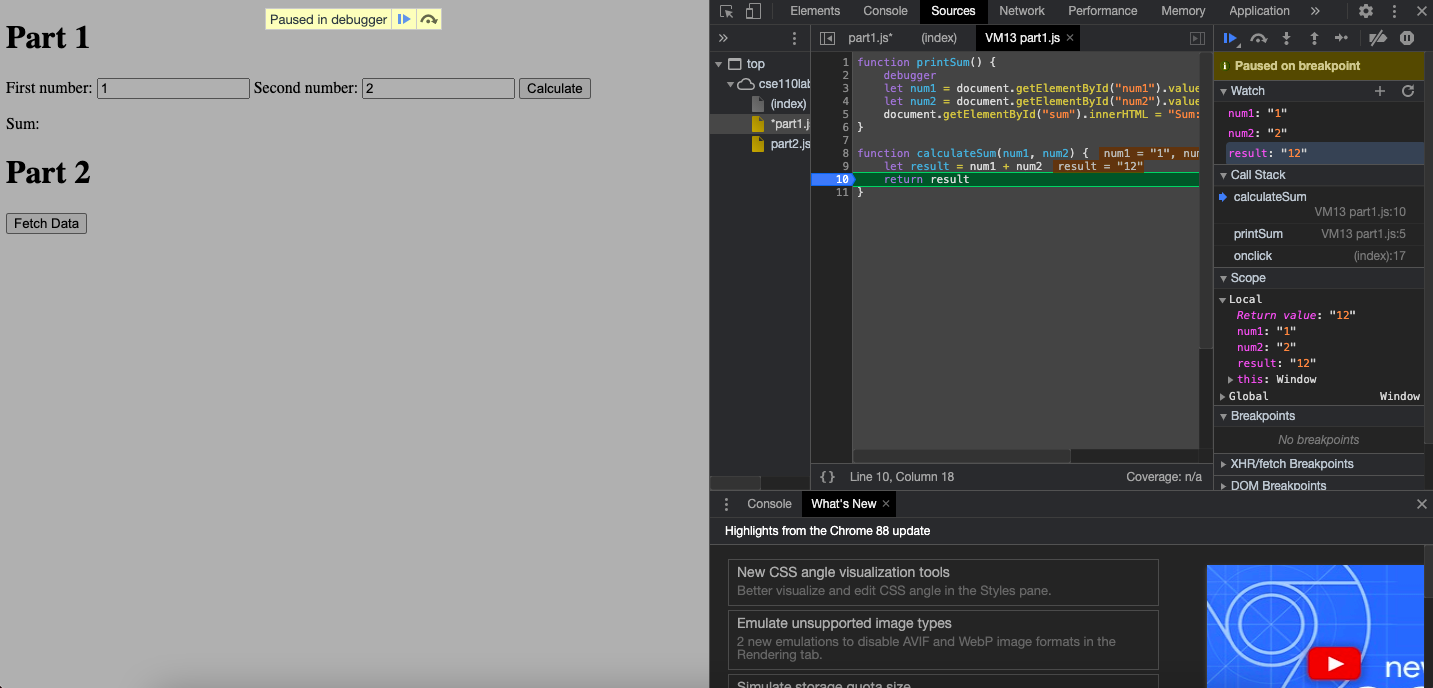 Paused in debugger
Part 1
First number: 1 Second number: 2 Calculate
Sum:
Part 2
Fetch Data
Elements Console Sources Network Performance Memory Application
part1.js* (index) VM13 part1.js
top
cse110lab
(index)
*part1.js
part2.js
1 function printSum() {
2 debugger
3 let num1 = document.getElementById("num1").value
4 let num2 = document.getElementById("num2").value
5 document.getElementById("sum").innerHTML = "Sum:
6 }
7
8 function calculateSum(num1, num2) { num1 = "1", num
9 let result = num1 + num2 result = "12"
10 return result
11 }
{} Line 10, Column 18 Coverage: n/a
Paused on breakpoint
Watch
num1: "1"
num2: "2"
result: "12"
Call Stack
calculateSum
VM13 part1.js:10
printSum VM13 part1.js:5
onclick (index):17
Scope
Local
Return value: "12"
num1: "1"
num2: "2"
result: "12"
this: Window
Global Window
Breakpoints
No breakpoints
XHR/fetch Breakpoints
DOM Breakpoints
Console What's New
Highlights from the Chrome 88 update
New CSS angle visualization tools
Better visualize and edit CSS angle in the Styles pane.
Emulate unsupported image types
2 new emulations to disable AVIF and WebP image formats in the
Rendering tab.
Simulate storage quota size
new